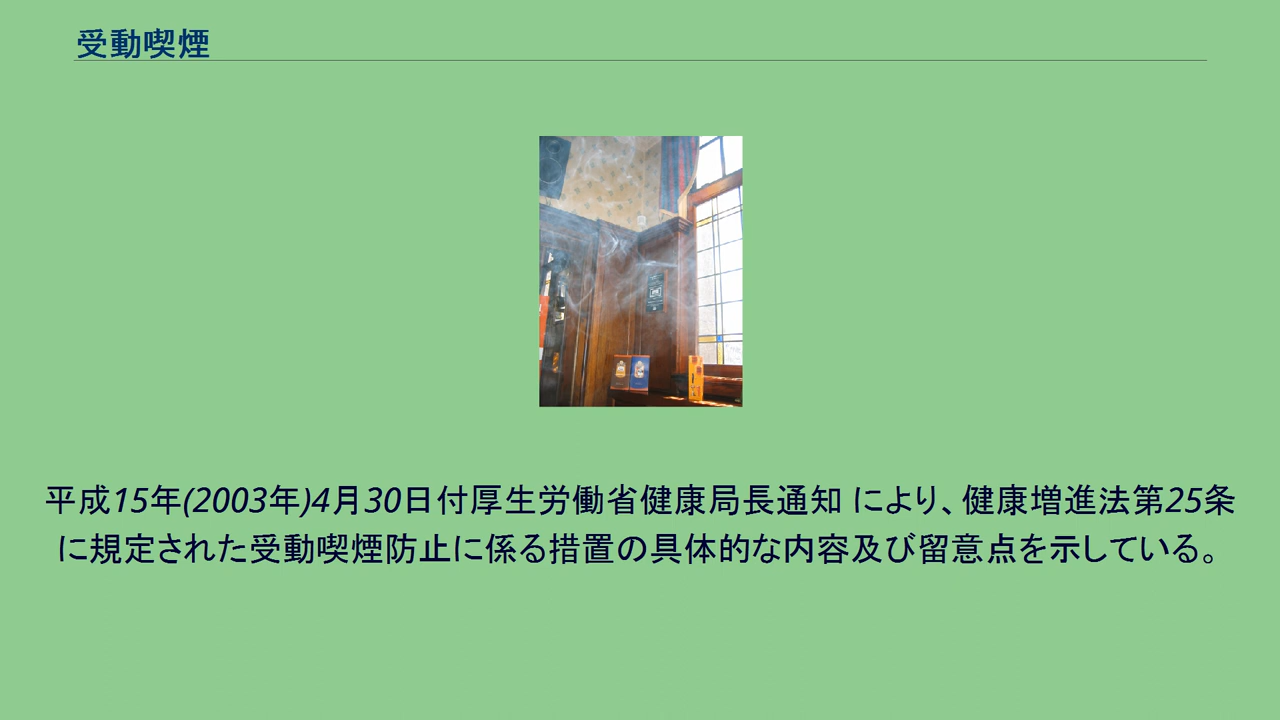 受動喫煙
平成15年(2003年)4月30日付厚生労働省健康局長通知 により、健康増進法第25条
に規定された受動喫煙防止に係る措置の具体的な内容及び留意点を示している。